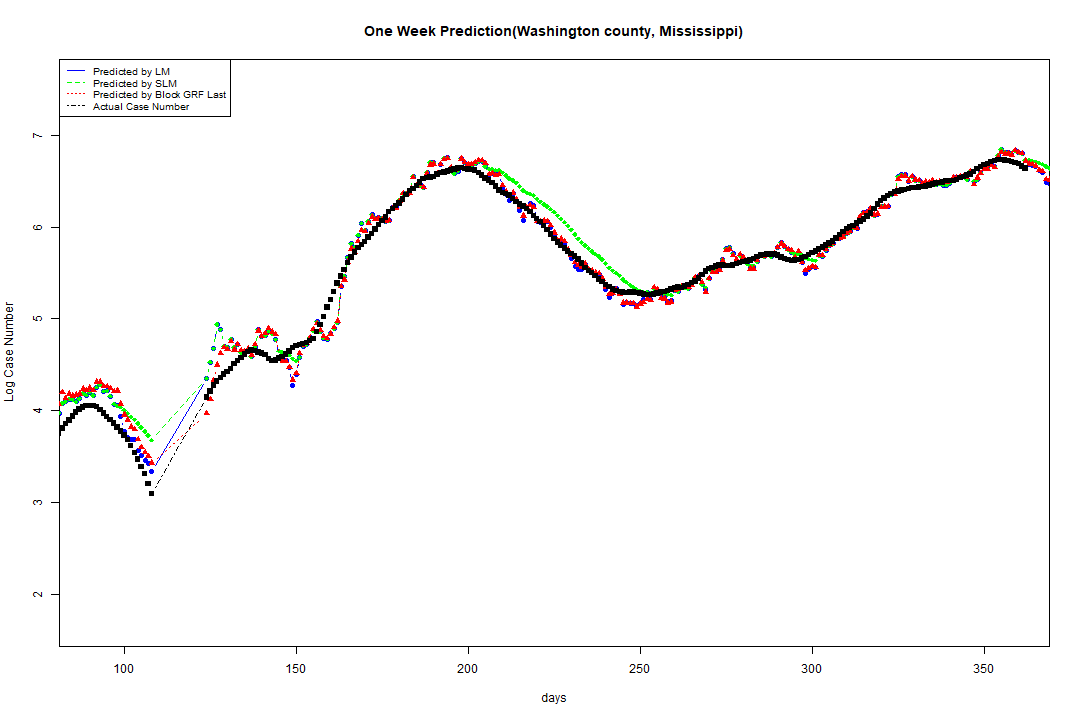 One Week Prediction(Washington county, Mississippi)
Predicted by LM
Predicted by SLM
Predicted by Block GRF Last
Actual Case Number
7
6
5
4
3
2
Log Case Number
100 150 200 250 300 350
days